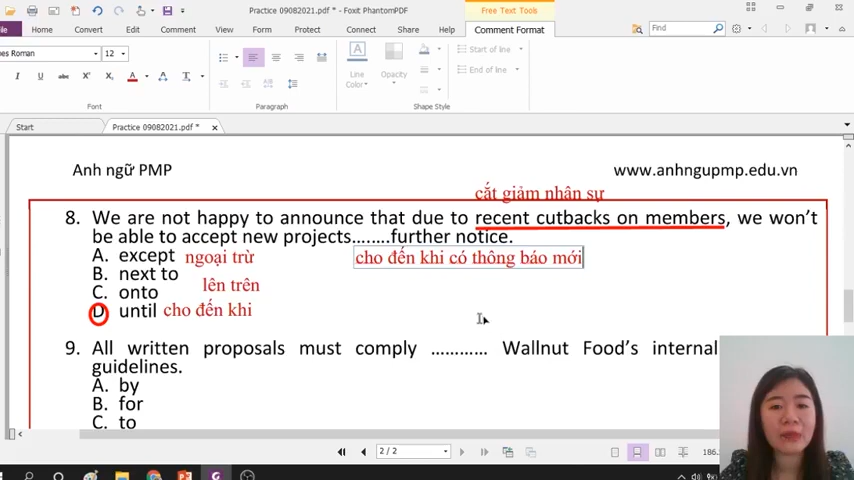 Practice 09082021.pdf * - Foxit PhantomPDF
Free Text Tools
Home
Convert
Edit
Comment
View
Form
Protect
Connect
Share
Comment Format
Find
es Roman
12
Line
Color
Opacity
Start of line
End of line
Font
Paragraph
Shape Style
Start
Practice 09082021.pdf *
Anh ngữ PMP
www.anhngupmp.edu.vn
cắt giảm nhân sự
8. We are not happy to announce that due to recent cutbacks on members, we won't
be able to accept new projects........further notice.
A. except ngoại trừ
cho đến khi có thông báo mới
B. next to
lên trên
C. onto
D. until cho đến khi
9. All written proposals must comply ............ Wallnut Food's internal
guidelines.
A. by
B. for
C. to
2 / 2
186.